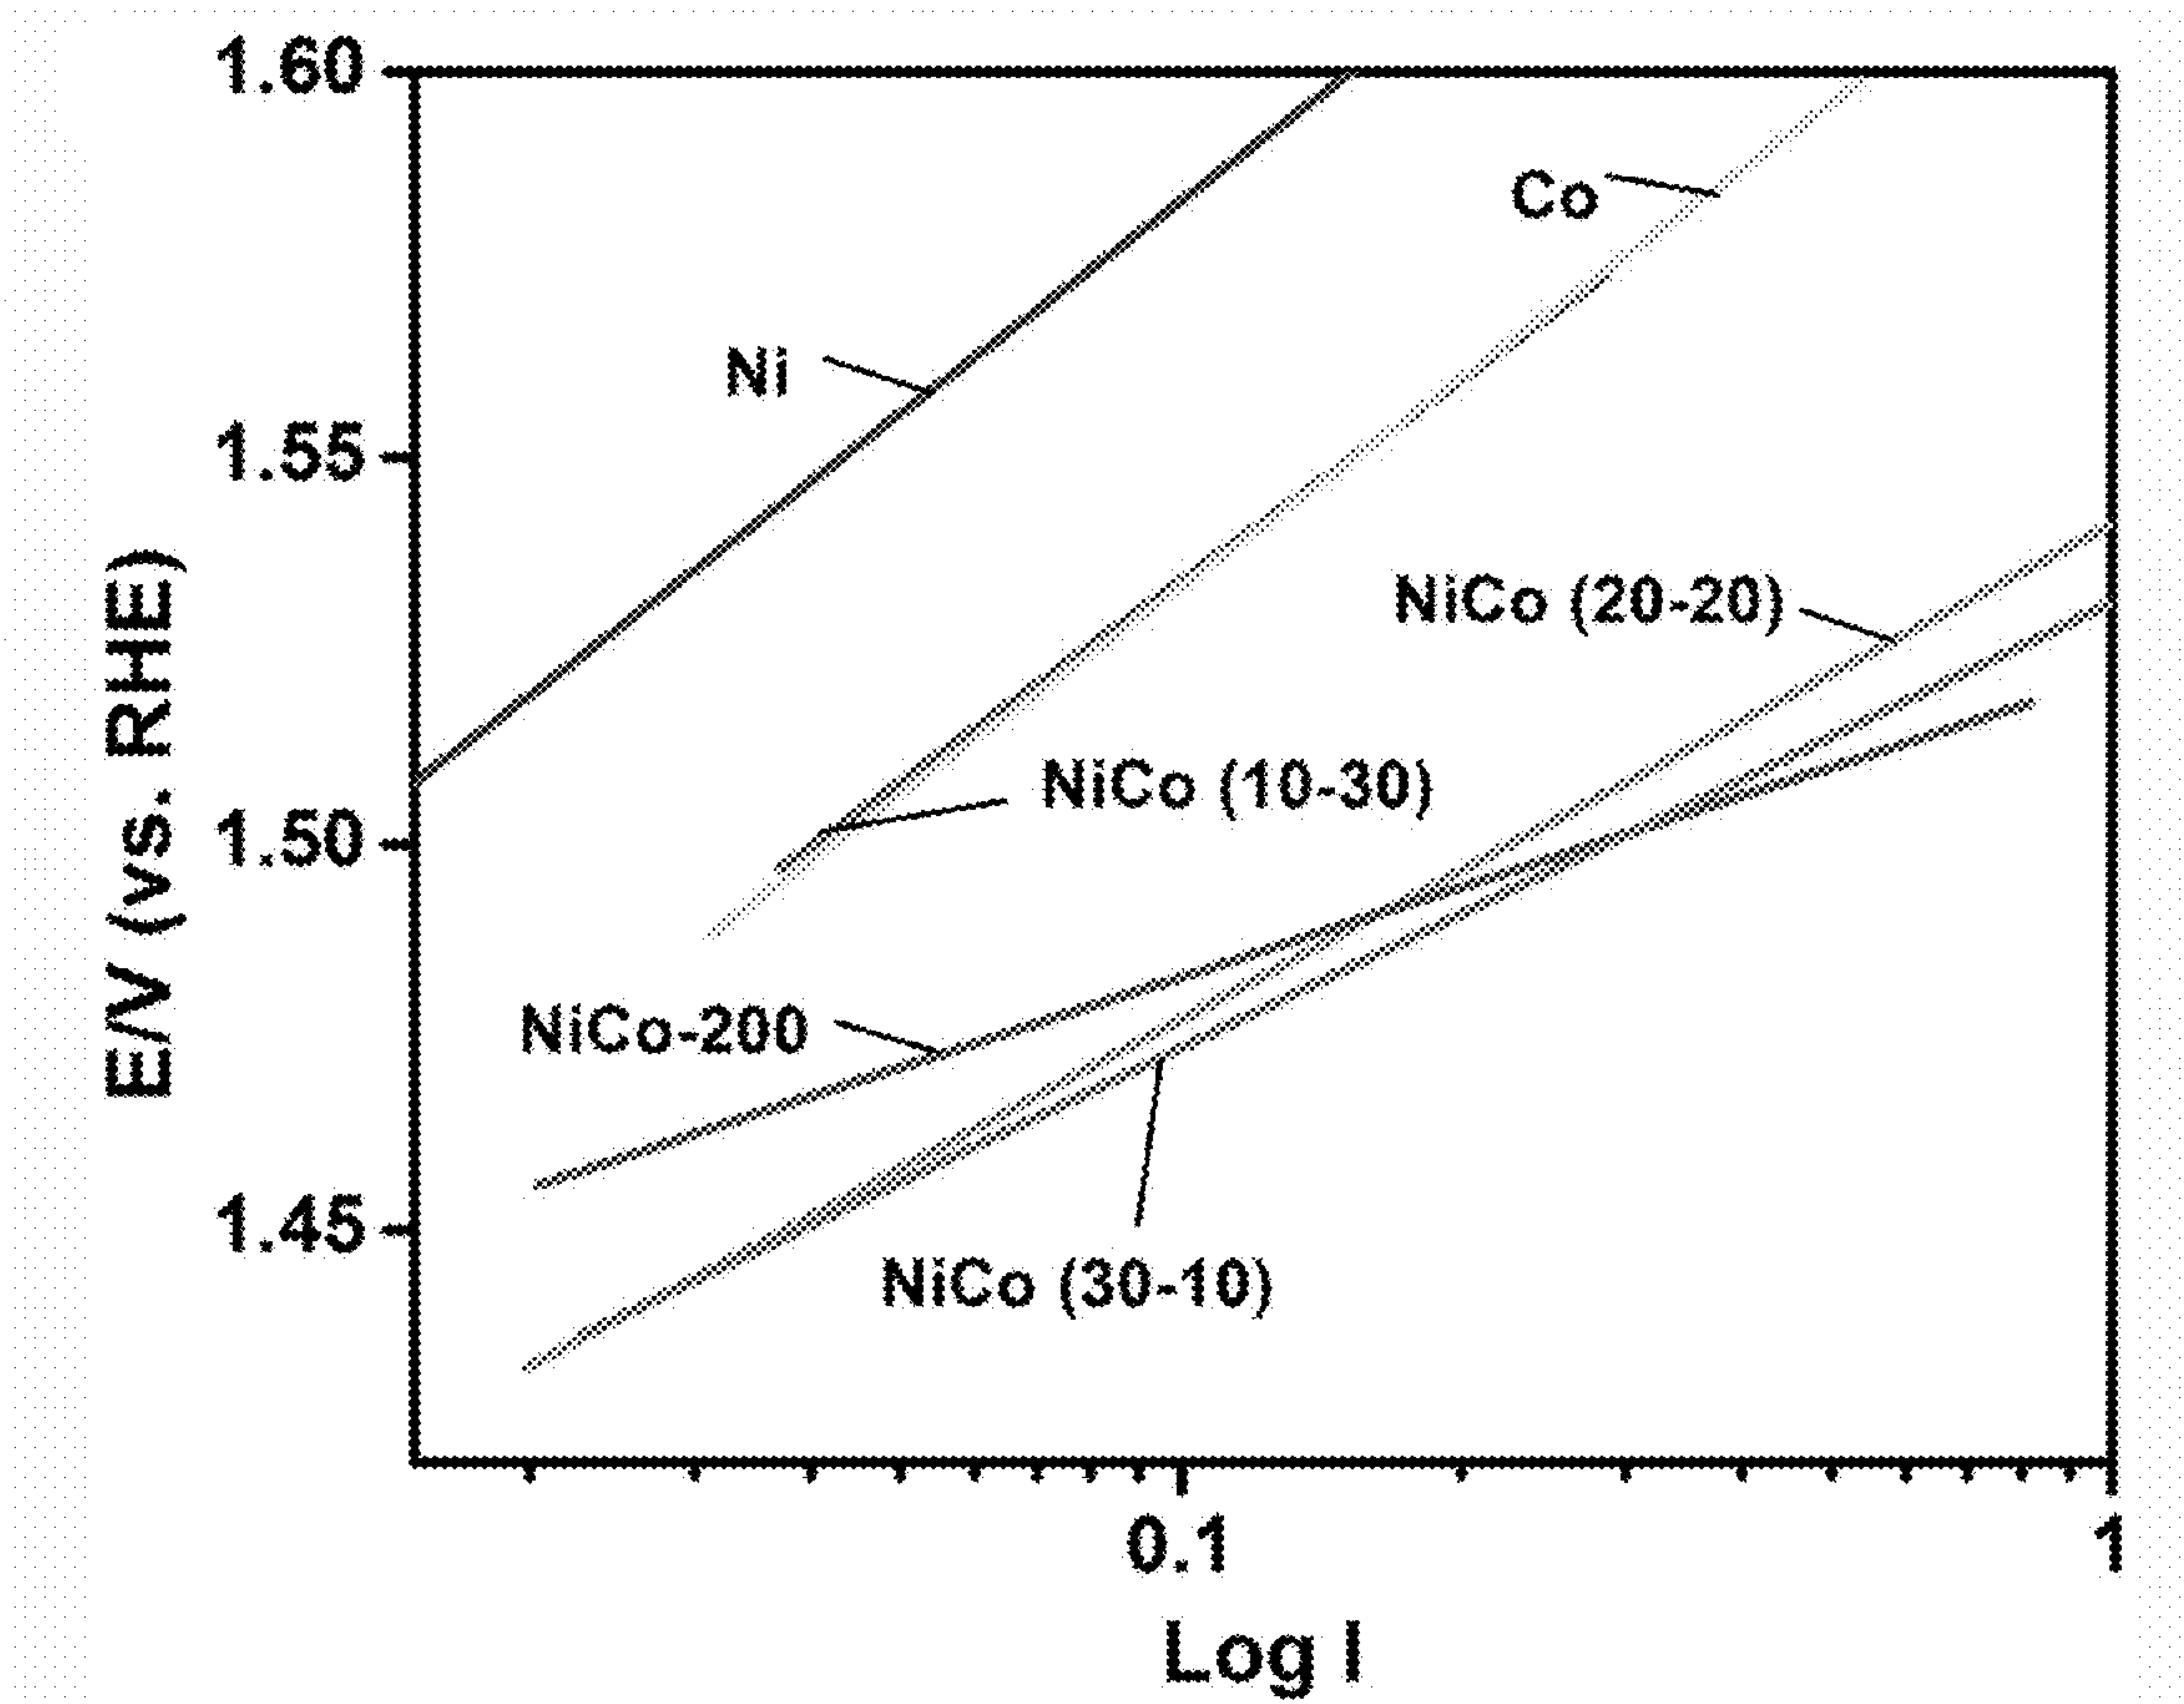 1.60
Co
Ni
1.55
NiCo (20-20)
NiCo (10-30)
1.50
E/V (vs. RHE)
NiCo-200
1.45
NiCo (30-10)
0.1
1
Log I